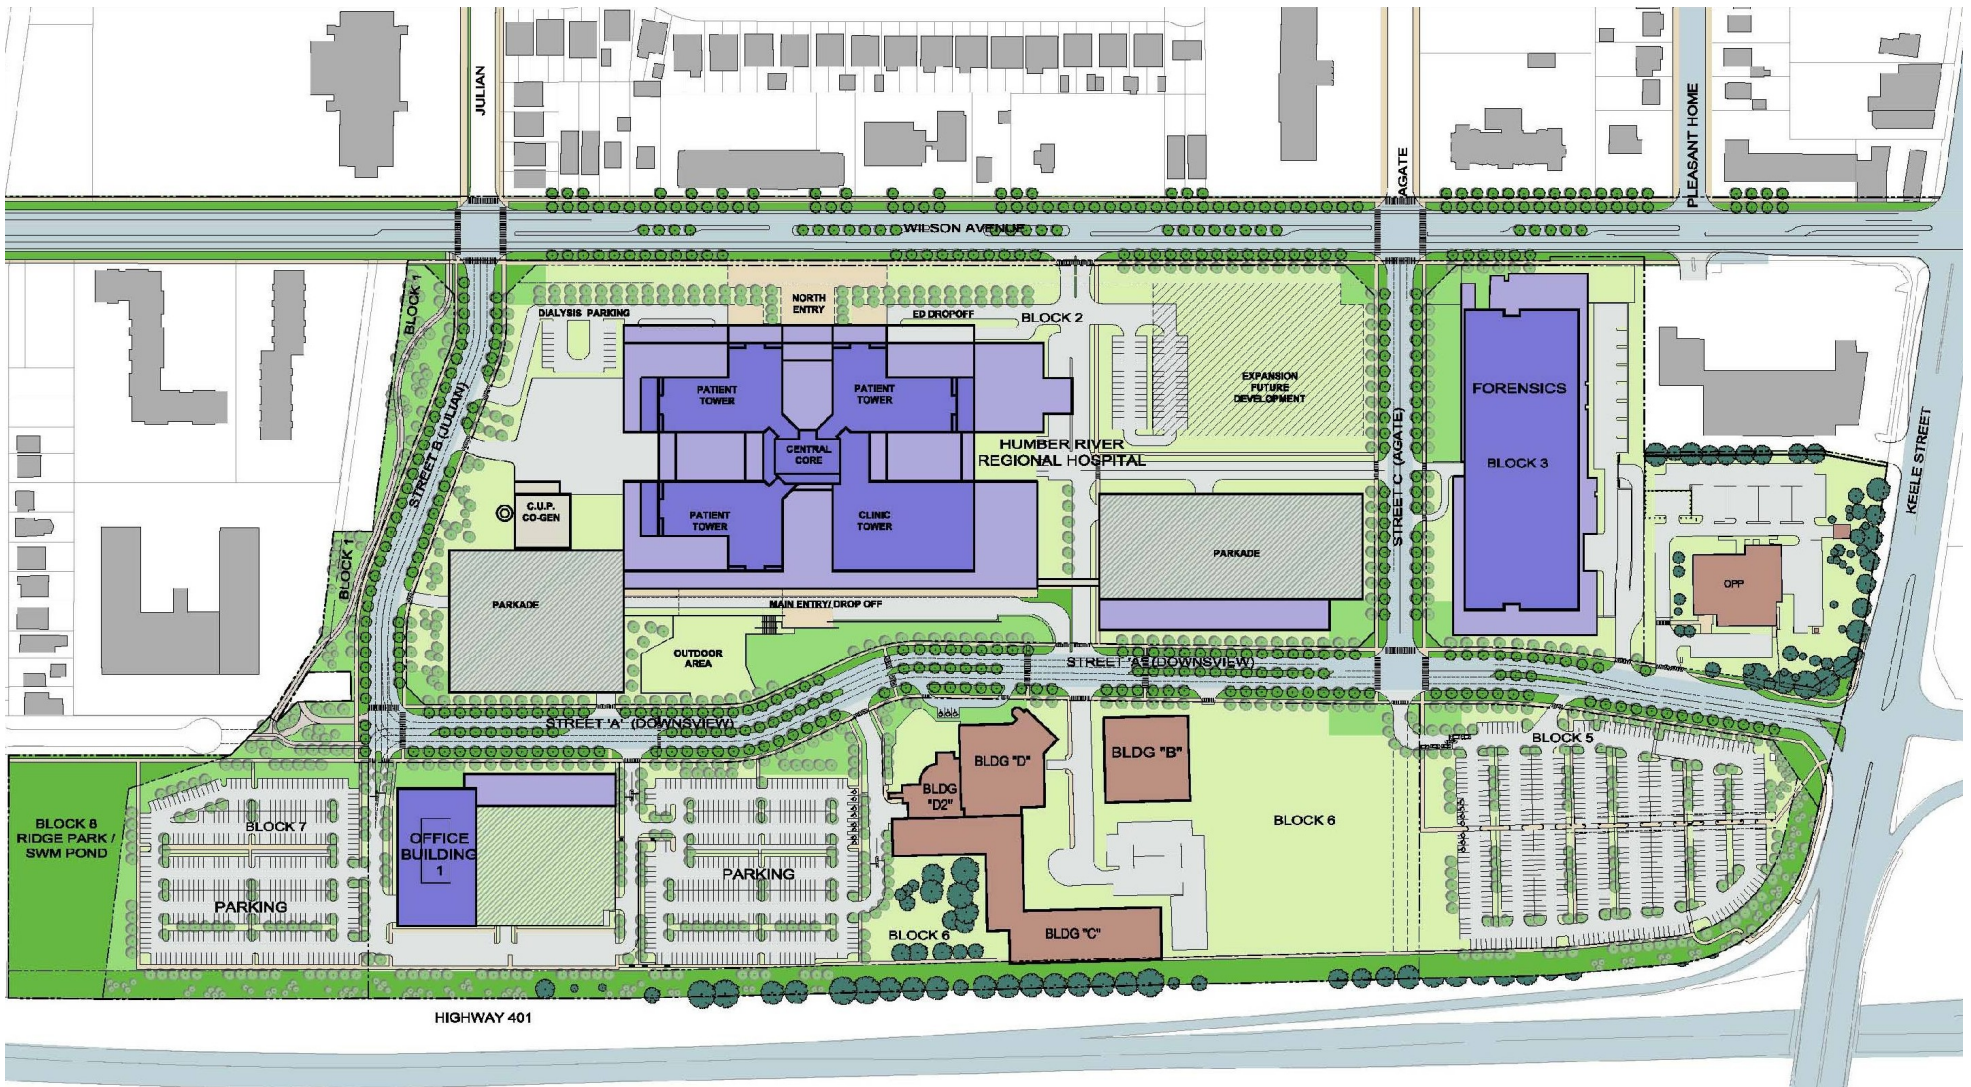 JULIAN
AGATE
PLEASANT HOME
WILSON AVENUE
BLOCK 1
NORTH
ENTRY
DIALYSIS PARKING
ED DROPOFF
BLOCK 2
PATIENT
TOWER
PATIENT
TOWER
EXPANSION
FUTURE
DEVELOPMENT
FORENSICS
STREET B (JULIAN)
CENTRAL
CORE
HUMBER RIVER
REGIONAL HOSPITAL
STREET C (AGATE)
BLOCK 3
KEELE STREET
C.U.P.
CO-GEN
PATIENT
TOWER
CLINIC
TOWER
BLOCK 1
PARKADE
OPP
PARKADE
MAIN ENTRY/ DROP OFF
OUTDOOR
AREA
STREET 'A' (DOWNSVIEW)
STREET 'A' (DOWNSVIEW)
BLOCK 5
BLDG "D"
BLDG "B"
BLDG
"D2"
BLOCK 8
RIDGE PARK /
SWM POND
BLOCK 7
OFFICE
BUILDING
1
BLOCK 6
PARKING
PARKING
BLOCK 6
BLDG "C"
HIGHWAY 401